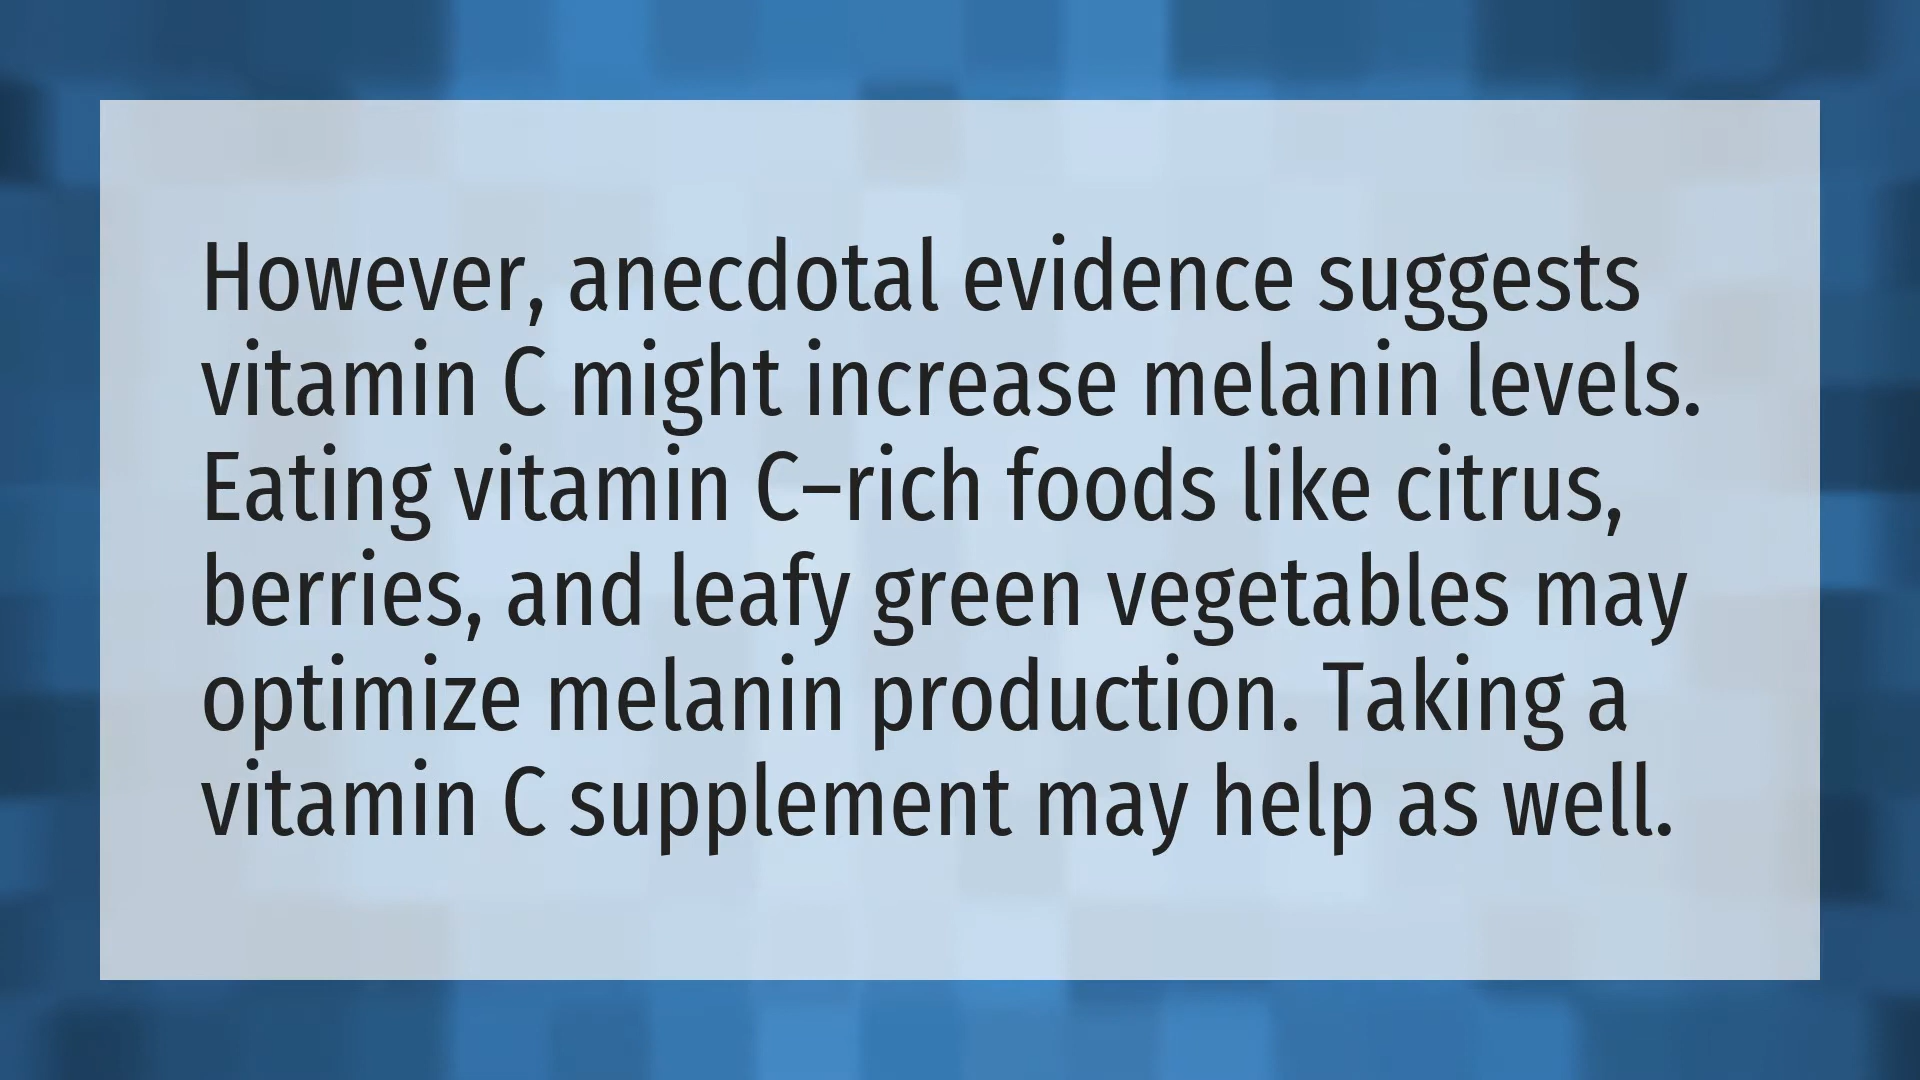 However, anecdotal evidence suggests
vitamin C might increase melanin levels.
Eating vitamin C–rich foods like citrus,
berries, and leafy green vegetables may
optimize melanin production. Taking a
vitamin C supplement may help as well.